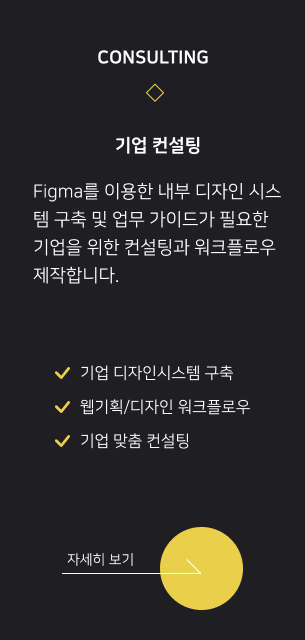 CONSULTING
기업 컨설팅
Figma를 이용한 내부 디자인 시스
템 구축 및 업무 가이드가 필요한
기업을 위한 컨설팅과 워크플로우
제작합니다.
기업 디자인시스템 구축
웹기획/디자인 워크플로우
기업 맞춤 컨설팅
자세히 보기